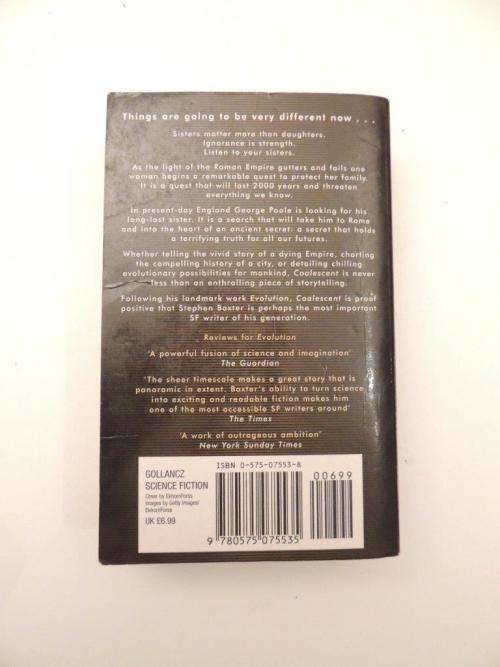 Things are going to be very different now . . .
Sisters matter more than daughters.
Ignorance is strength.
Listen to your sisters.
As the light of the Roman Empire gutters and fails one
woman begins a remarkable quest to protect her family.
It is a quest that will last 2000 years and threaten
everything we know.
In present-day England George Poole is looking for his
long-lost sister. It is a search that will take him to Rome
and into the heart of an ancient secret: a secret that holds
a terrifying truth for all our futures.
Whether telling the vivid story of a dying Empire, charting
the compelling history of a city, or detailing chilling
evolutionary possibilities for mankind, Coalescent is never
less than an enthralling piece of storytelling.
Following his landmark work Evolution, Coalescent is proof
positive that Stephen Baxter is perhaps the most important
SF writer of his generation.
Reviews for Evolution
'A powerful fusion of science and imagination'
The Guardian
'The sheer timescale makes a great story that is
panoramic in extent. Baxter's ability to turn science
into exciting and readable fiction makes him
one of the most accessible SF writers around'
The Times
'A work of outrageous ambition'
New York Sunday Times
GOLLANCZ
SCIENCE FICTION
Cover by EkhornForss
Images by Getty Images/
EkhornForss
UK £6.99
ISBN 0-575-07553-8
00699
9 780575 075535